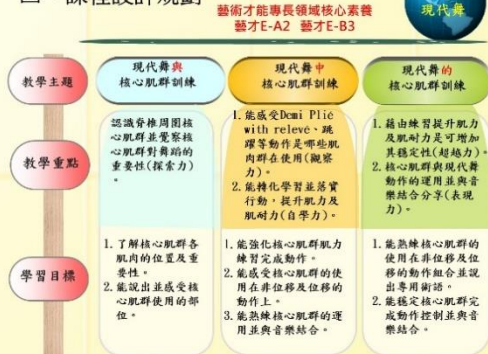 課程設計規劃
藝術才能專長領域核心素養
藝才E-A2 藝才E-B3
現代舞
教學主題
現代舞與
核心肌群訓練
現代舞中
核心肌群訓練
現代舞的
核心肌群訓練
教學重點
認識脊椎周圍核
心肌群並覺察核
心肌群對舞蹈的
重要性(探索力)
。
1. 能感受Demi Plié
with relevé、跳
躍等動作是哪些肌
肉群在使用(觀察
力)。
2. 能轉化學習並落實
行動,提升肌力及
肌耐力(自學力)。
1. 藉由練習提升肌力
及肌耐力是可增加
其穩定性(超越力)。
2. 核心肌群與現代舞
動作的運用並與音
樂結合分享(表現
力)。
學習目標
1. 了解核心肌群各
肌肉的位置及重
要性。
2. 能說出並感受核
心肌群使用的部
位。
1. 能強化核心肌群肌力
練習完成動作。
2. 能感受核心肌群的使
用在非位移及位移的
動作上。
3. 能熟練核心肌群的運
用並與音樂結合。
1. 能熟練核心肌群的
使用在非位移及位
移的動作組合並說
出專用術語。
2. 能穩定核心肌群完
成動作控制並與音
樂結合。